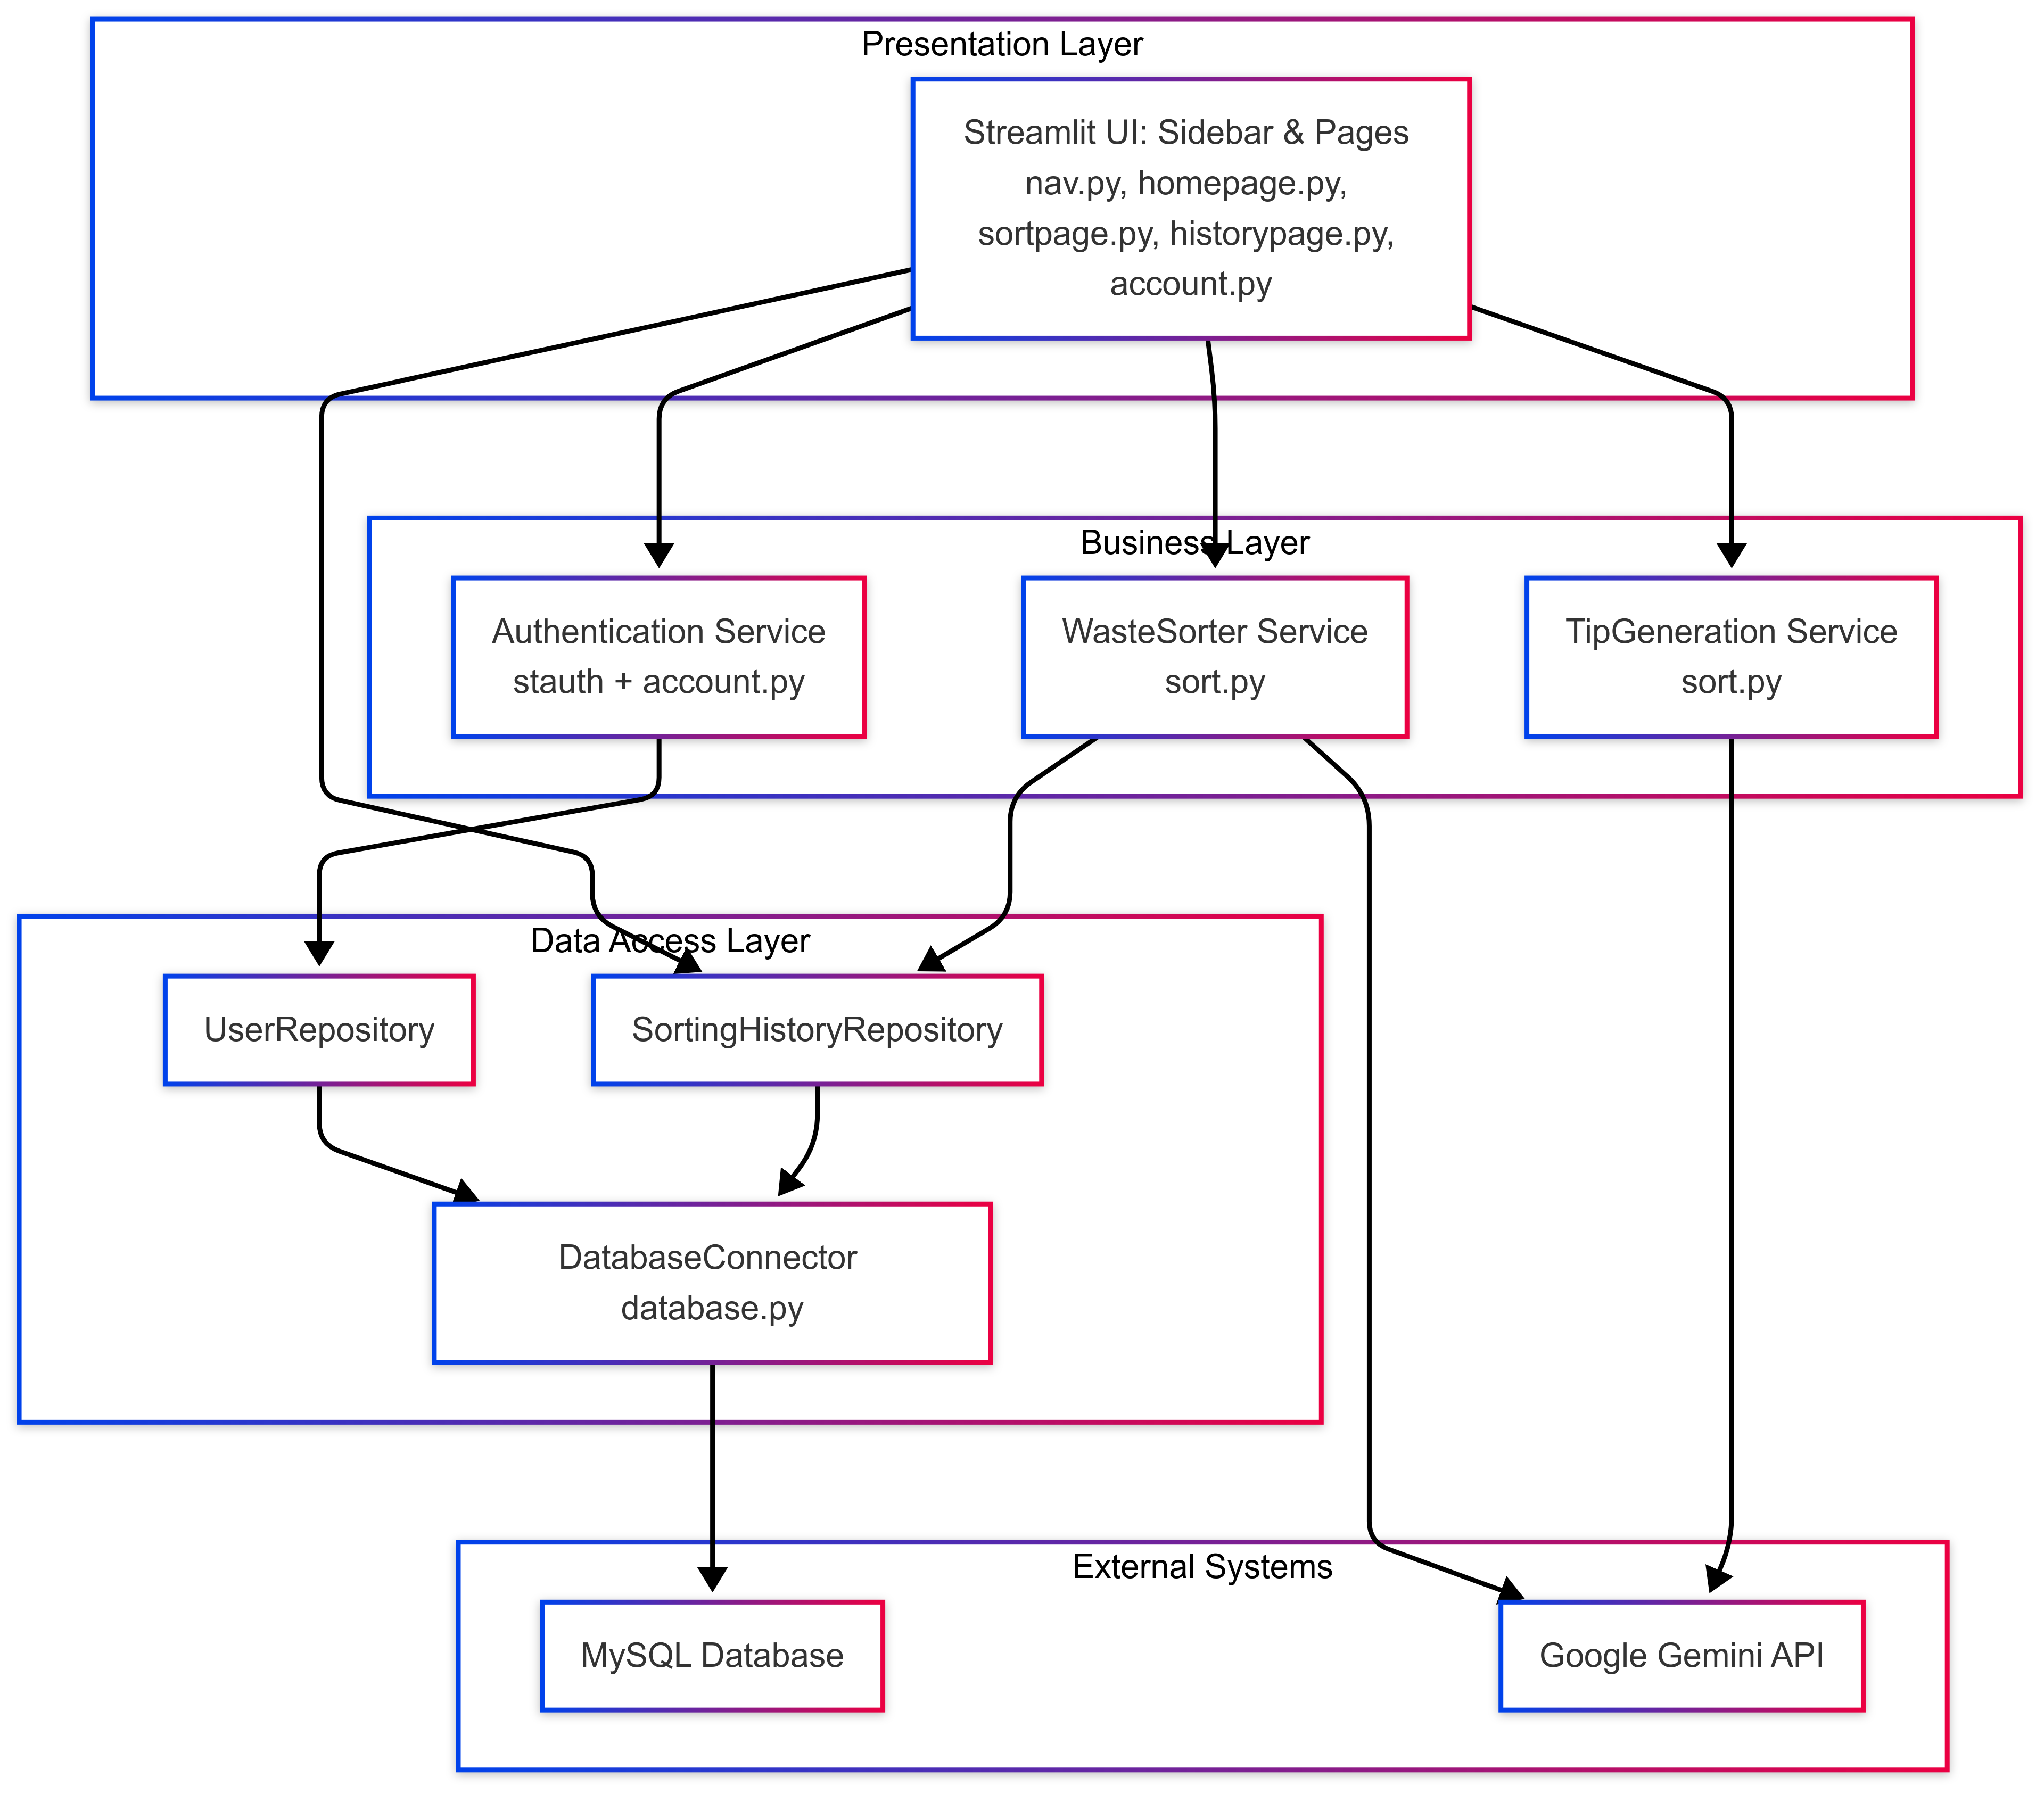 Presentation Layer
Streamlit UI: Sidebar & Pages
nav.py, homepage.py,
sortpage.py, historypage.py,
account.py
Business Layer
Authentication Service
stauth + account.py
WasteSorter Service
sort.py
TipGeneration Service
sort.py
Data Access Layer
UserRepository
SortingHistoryRepository
DatabaseConnector
database.py
External Systems
MySQL Database
Google Gemini API